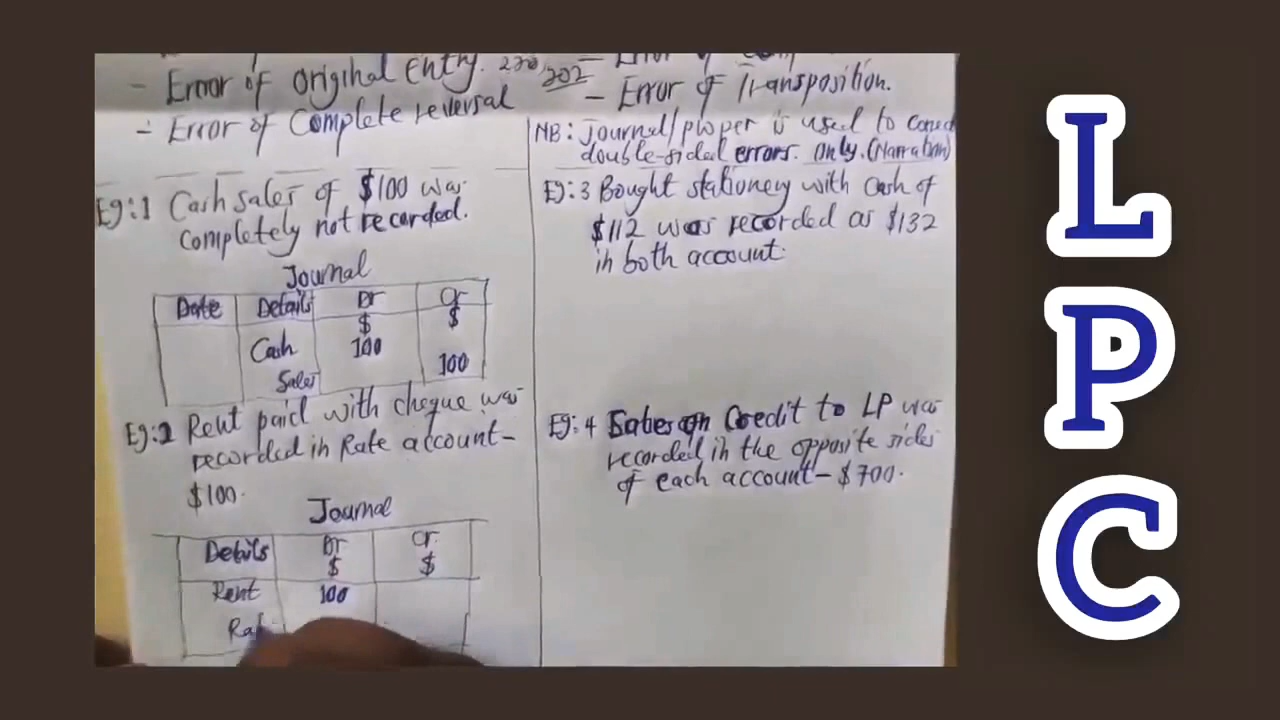 - Error of Original Entry. 220, 202
- Error of Complete reversal
Eg:1 Cash sales of $100 was
completely not recorded.
Journal
Date Details Dr Cr
$ $
Cash 100
Sales 100
Eg:2 Rent paid with cheque was
recorded in Rate account-
$100.
Journal
Details Dr Cr.
$ $
Rent 100
Rat
- Error of
- Error of Transposition.
NB: Journal/proper is used to correct
double-sided errors. only. (Narration)
Eg:3 Bought stationery with cash of
$112 was recorded as $132
in both account.
Eg:4 Sales on Credit to LP was
recorded in the opposite sides
of each account-$700.
L
P
C